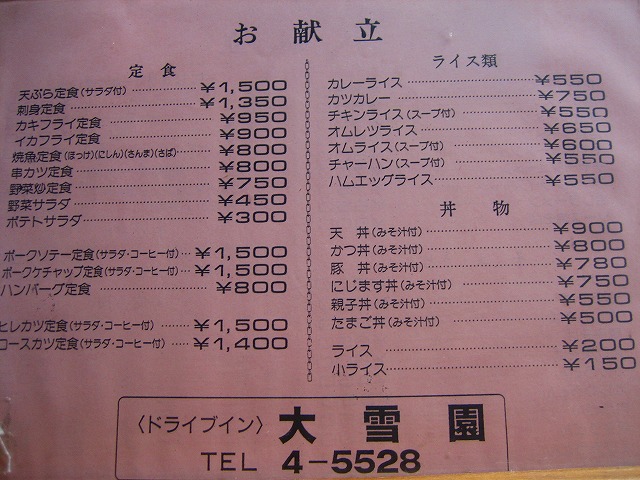 お献立
定食
天ぷら定食(サラダ付) ¥1,500
刺身定食 ¥1,350
カキフライ定食 ¥950
イカフライ定食 ¥900
焼魚定食(ほっけ)(にしん)(さんま)(さば) ¥800
串カツ定食 ¥800
野菜炒定食 ¥750
野菜サラダ ¥450
ポテトサラダ ¥300
ポークソテー定食(サラダ・コーヒー付) ¥1,500
ポークケチャップ定食(サラダ・コーヒー付) ¥1,500
ハンバーグ定食 ¥800
ヒレカツ定食(サラダ・コーヒー付) ¥1,500
ロースカツ定食(サラダ・コーヒー付) ¥1,400
ライス類
カレーライス ¥550
カツカレー ¥750
チキンライス(スープ付) ¥550
オムレツライス ¥650
オムライス(スープ付) ¥600
チャーハン(スープ付) ¥550
ハムエッグライス ¥550
丼物
天丼(みそ汁付) ¥900
かつ丼(みそ汁付) ¥800
豚丼(みそ汁付) ¥780
にじます丼(みそ汁付) ¥750
親子丼(みそ汁付) ¥550
たまご丼(みそ汁付) ¥500
ライス ¥200
小ライス ¥150
〈ドライブイン〉大雪園
TEL 4-5528